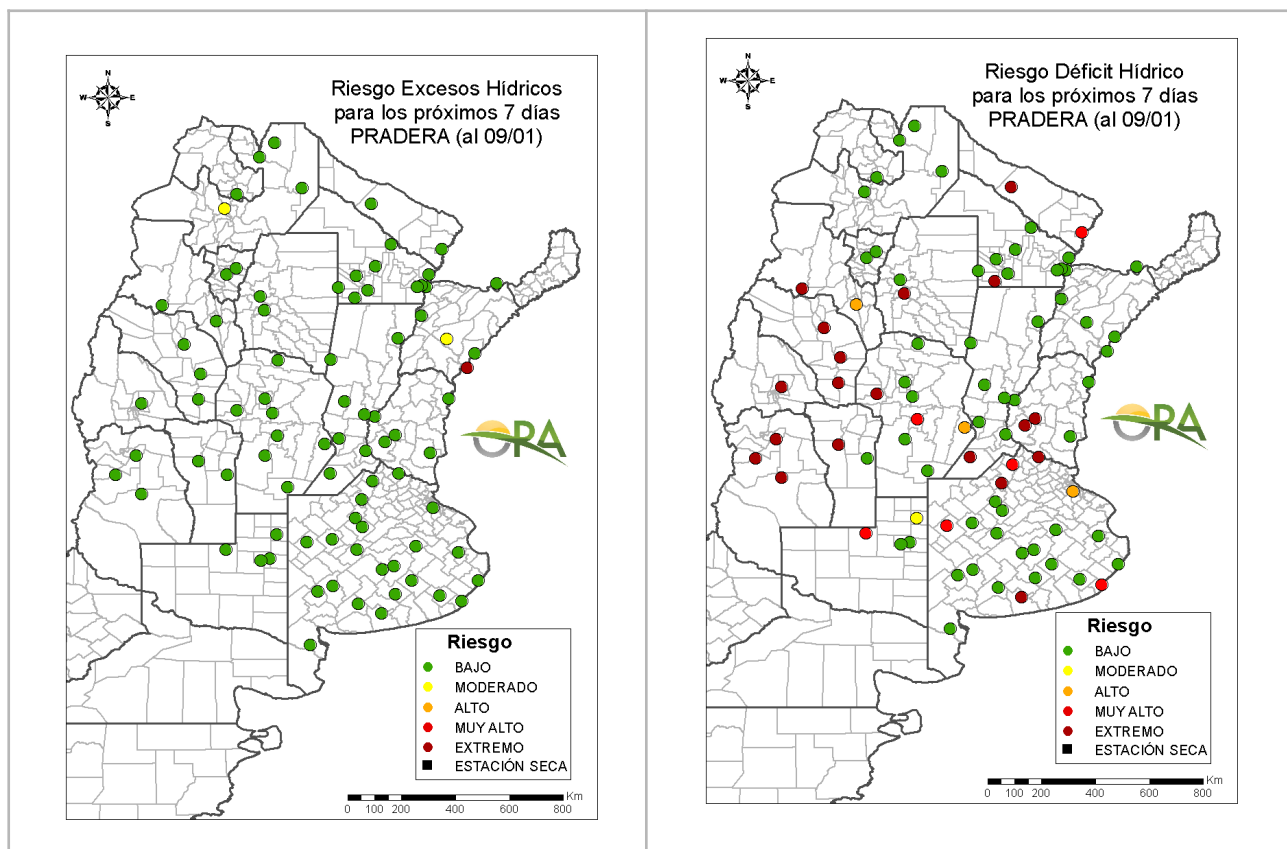 N
W E
S
Riesgo Excesos Hídricos
para los próximos 7 días
PRADERA (al 09/01)
ORA
Riesgo
BAJO
MODERADO
ALTO
MUY ALTO
EXTREMO
ESTACIÓN SECA
Km
0 100 200 400 600 800
N
W E
S
Riesgo Déficit Hídrico
para los próximos 7 días
PRADERA (al 09/01)
ORA
Riesgo
BAJO
MODERADO
ALTO
MUY ALTO
EXTREMO
ESTACIÓN SECA
Km
0 100 200 400 600 800